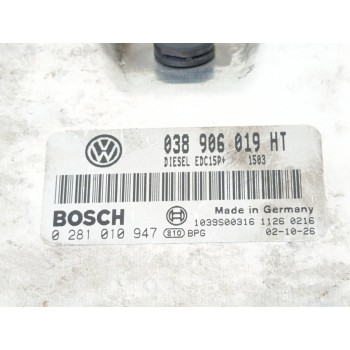 038 906 019 HT
DIESEL EDC15P+ 1503
BOSCH
Made in Germany
1039S00316 1126 0216
0 281 010 947 810 BPG 02-10-26